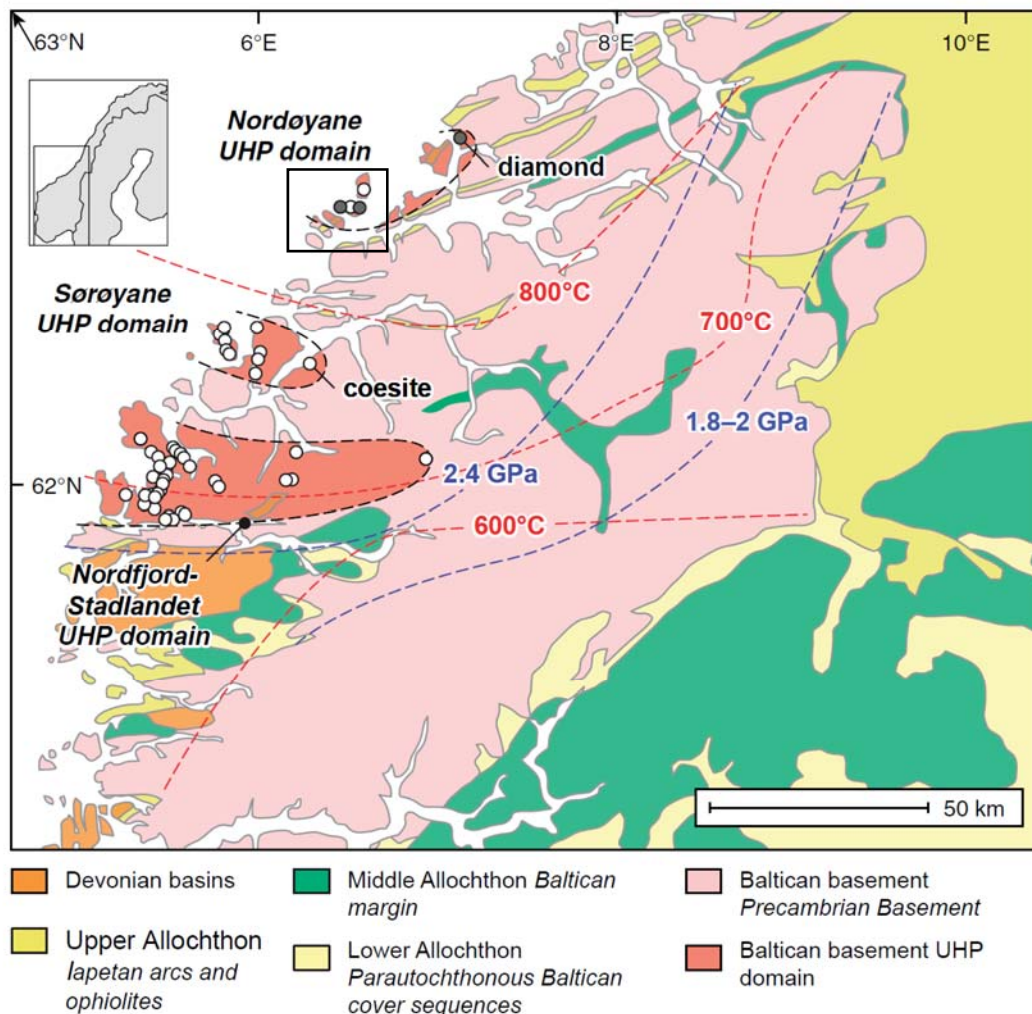 63°N
6°E
8°E
10°E
Nordøyane
UHP domain
diamond
Sørøyane
UHP domain
800°C
700°C
coesite
1.8–2 GPa
62°N
2.4 GPa
600°C
Nordfjord-
Stadlandet
UHP domain
50 km
Devonian basins
Upper Allochthon
Iapetan arcs and
ophiolites
Middle Allochthon Baltican
margin
Lower Allochthon
Parautochthonous Baltican
cover sequences
Baltican basement
Precambrian Basement
Baltican basement UHP
domain